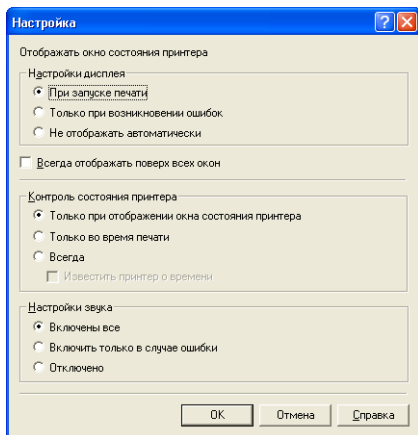 Настройка
Отображать окно состояния принтера
Настройки дисплея
При запуске печати
Только при возникновении ошибок
Не отображать автоматически
Всегда отображать поверх всех окон
Контроль состояния принтера
Только при отображении окна состояния принтера
Только во время печати
Всегда
Известить принтер о времени
Настройки звука
Включены все
Включить только в случае ошибки
Отключено
OK Отмена Справка